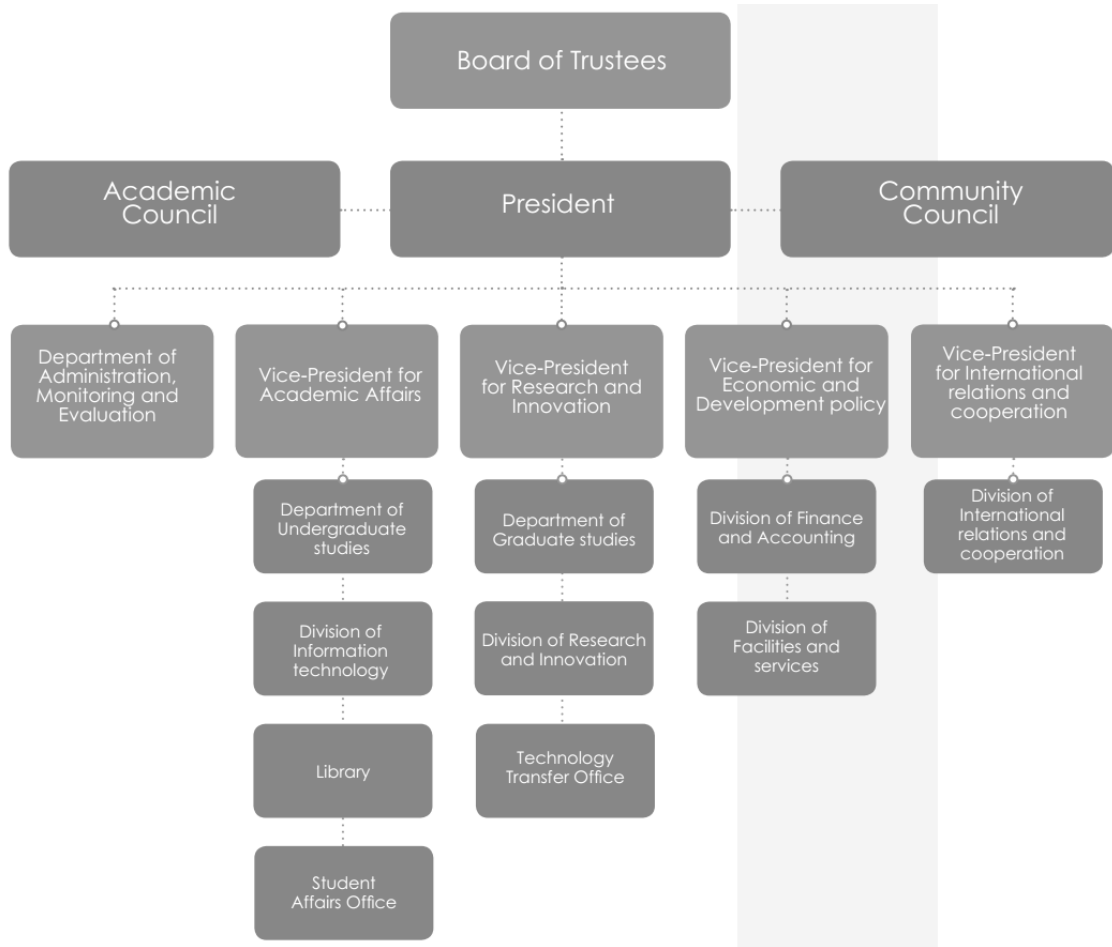 Board of Trustees
Academic
Council
President
Community
Council
Department of
Administration,
Monitoring and
Evaluation
Vice-President for
Academic Affairs
Vice-President
for Research and
Innovation
Vice-President for
Economic and
Development policy
Vice-President
for International
relations and
cooperation
Department of
Undergraduate
studies
Department of
Graduate studies
Division of Finance
and Accounting
Division of
International
relations and
cooperation
Division of
Information
technology
Division of Research
and Innovation
Division of
Facilities and
services
Library
Technology
Transfer Office
Student
Affairs Office